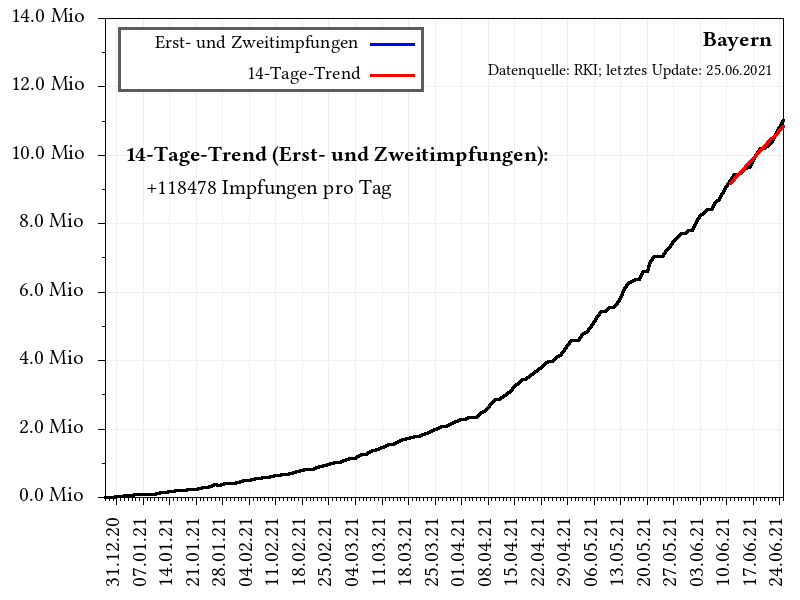 14.0 Mio
12.0 Mio
10.0 Mio
8.0 Mio
6.0 Mio
4.0 Mio
2.0 Mio
0.0 Mio
Erst- und Zweitimpfungen
14-Tage-Trend
Bayern
Datenquelle: RKI; letztes Update: 25.06.2021
14-Tage-Trend (Erst- und Zweitimpfungen):
+118478 Impfungen pro Tag
31.12.20
07.01.21
14.01.21
21.01.21
28.01.21
04.02.21
11.02.21
18.02.21
25.02.21
04.03.21
11.03.21
18.03.21
25.03.21
01.04.21
08.04.21
15.04.21
22.04.21
29.04.21
06.05.21
13.05.21
20.05.21
27.05.21
03.06.21
10.06.21
17.06.21
24.06.21